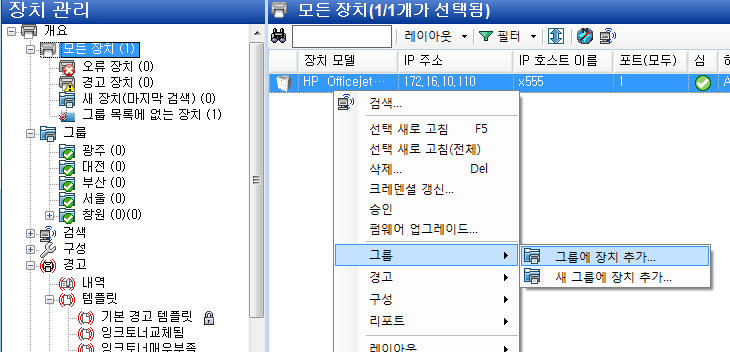 장치 관리
개요
모든 장치 (1)
오류 장치 (0)
경고 장치 (0)
새 장치(마지막 검색) (0)
그룹 목록에 없는 장치 (1)
그룹
광주 (0)
대전 (0)
부산 (0)
서울 (0)
창원 (0)(0)
검색
구성
경고
내역
템플릿
기본 경고 템플릿
잉크토너교체됨
잉크토너매우부족
모든 장치(1/1개가 선택됨)
레이아웃 필터
장치 모델 IP 주소 IP 호스트 이름 포트(모두) 심
HP Officejet… 172,16,10,110 x555 1
검색...
선택 새로 고침 F5
선택 새로 고침(전체)
삭제... Del
크레덴셜 갱신...
승인
펌웨어 업그레이드...
그룹
그룹에 장치 추가...
새 그룹에 장치 추가...
경고
구성
리포트
레이아웃